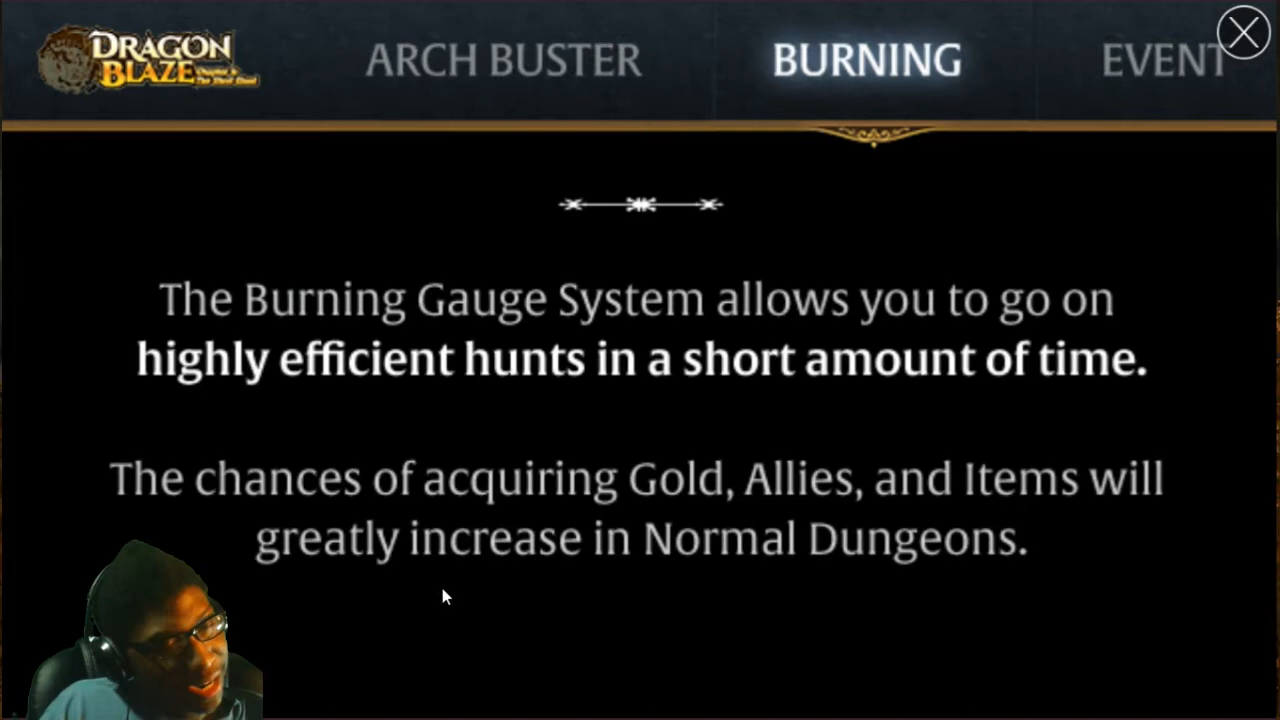 DRAGON
BLAZE
ARCH BUSTER
BURNING
EVENT
The Burning Gauge System allows you to go on
highly efficient hunts in a short amount of time.
The chances of acquiring Gold, Allies, and Items will
greatly increase in Normal Dungeons.